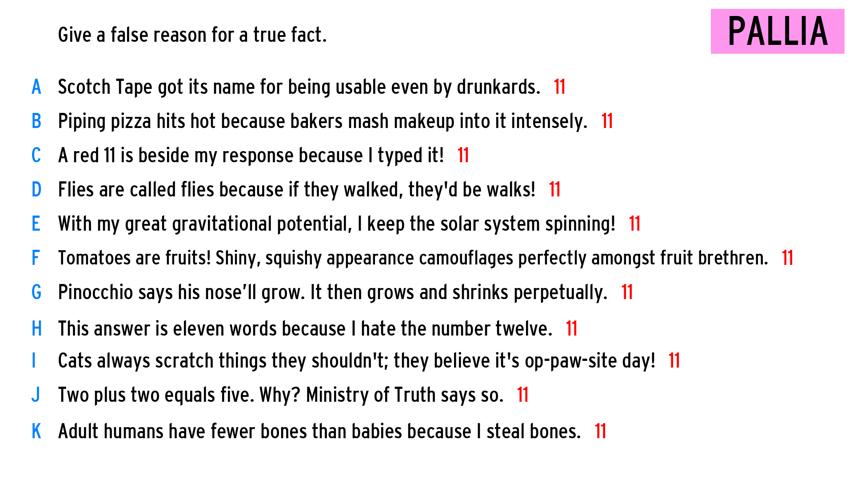 Give a false reason for a true fact.
PALLIA
A Scotch Tape got its name for being usable even by drunkards. 11
B Piping pizza hits hot because bakers mash makeup into it intensely. 11
C A red 11 is beside my response because I typed it! 11
D Flies are called flies because if they walked, they'd be walks! 11
E With my great gravitational potential, I keep the solar system spinning! 11
F Tomatoes are fruits! Shiny, squishy appearance camouflages perfectly amongst fruit brethren. 11
G Pinocchio says his nose’ll grow. It then grows and shrinks perpetually. 11
H This answer is eleven words because I hate the number twelve. 11
I Cats always scratch things they shouldn't; they believe it's op-paw-site day! 11
J Two plus two equals five. Why? Ministry of Truth says so. 11
K Adult humans have fewer bones than babies because I steal bones. 11